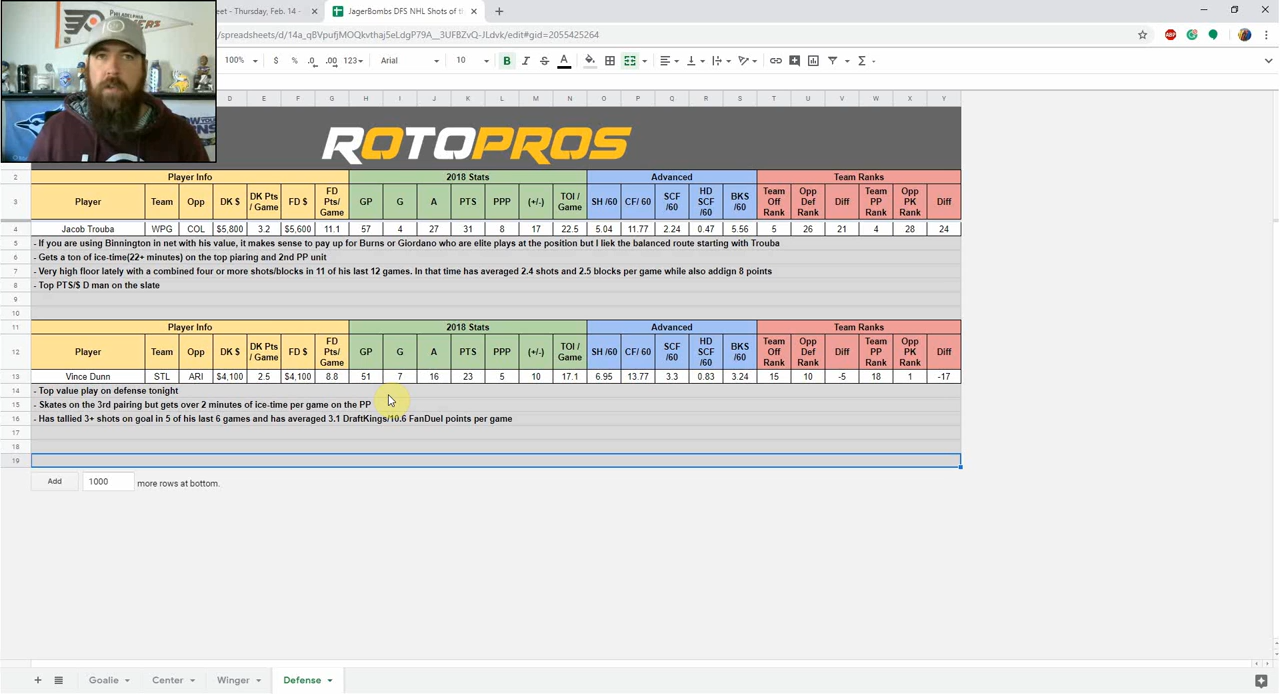 eet - Thursday, Feb. 14 -
JagerBombs DFS NHL Shots of t
/spreadsheets/d/14a_qBVpufjMOQkvthaj5eLdgP79A__3UFBZvQ-JLdvk/edit#gid=2055425264
100% $ % .0 .00 123 Arial 10 B I S A
D E F G H I J K L M N O P Q R S T U V W X Y
ROTOPROS
2 Player Info 2018 Stats Advanced Team Ranks
3 Player Team Opp DK $ DK Pts / Game FD $ FD Pts/ Game GP G A PTS PPP (+/-) TOI / Game SH /60 CF/ 60 SCF /60 HD SCF /60 BKS /60 Team Off Rank Opp Def Rank Diff Team PP Rank Opp PK Rank Diff
4 Jacob Trouba WPG COL $5,800 3.2 $5,600 11.1 57 4 27 31 8 17 22.5 5.04 11.77 2.24 0.47 5.56 5 26 21 4 28 24
5 - If you are using Binnington in net with his value, it makes sense to pay up for Burns or Giordano who are elite plays at the position but I liek the balanced route starting with Trouba
6 - Gets a ton of ice-time(22+ minutes) on the top piaring and 2nd PP unit
7 - Very high floor lately with a combined four or more shots/blocks in 11 of his last 12 games. In that time has averaged 2.4 shots and 2.5 blocks per game while also addign 8 points
8 - Top PTS/$ D man on the slate
9
10
11 Player Info 2018 Stats Advanced Team Ranks
12 Player Team Opp DK $ DK Pts / Game FD $ FD Pts/ Game GP G A PTS PPP (+/-) TOI / Game SH /60 CF/ 60 SCF /60 HD SCF /60 BKS /60 Team Off Rank Opp Def Rank Diff Team PP Rank Opp PK Rank Diff
13 Vince Dunn STL ARI $4,100 2.5 $4,100 8.8 51 7 16 23 5 10 17.1 6.95 13.77 3.3 0.83 3.24 15 10 -5 18 1 -17
14 - Top value play on defense tonight
15 - Skates on the 3rd pairing but gets over 2 minutes of ice-time per game on the PP
16 - Has tallied 3+ shots on goal in 5 of his last 6 games and has averaged 3.1 DraftKings/10.6 FanDuel points per game
17
18
19
Add 1000 more rows at bottom.
Goalie Center Winger Defense